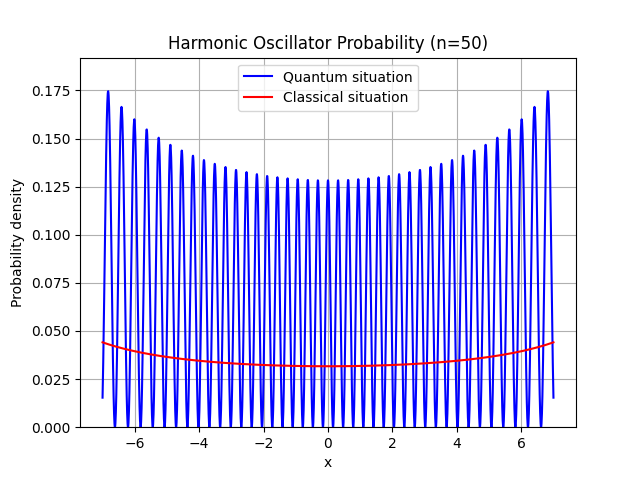 Harmonic Oscillator Probability (n=50)
Quantum situation
Classical situation
Probability density
0.175
0.150
0.125
0.100
0.075
0.050
0.025
0.000
−6 −4 −2 0 2 4 6
x